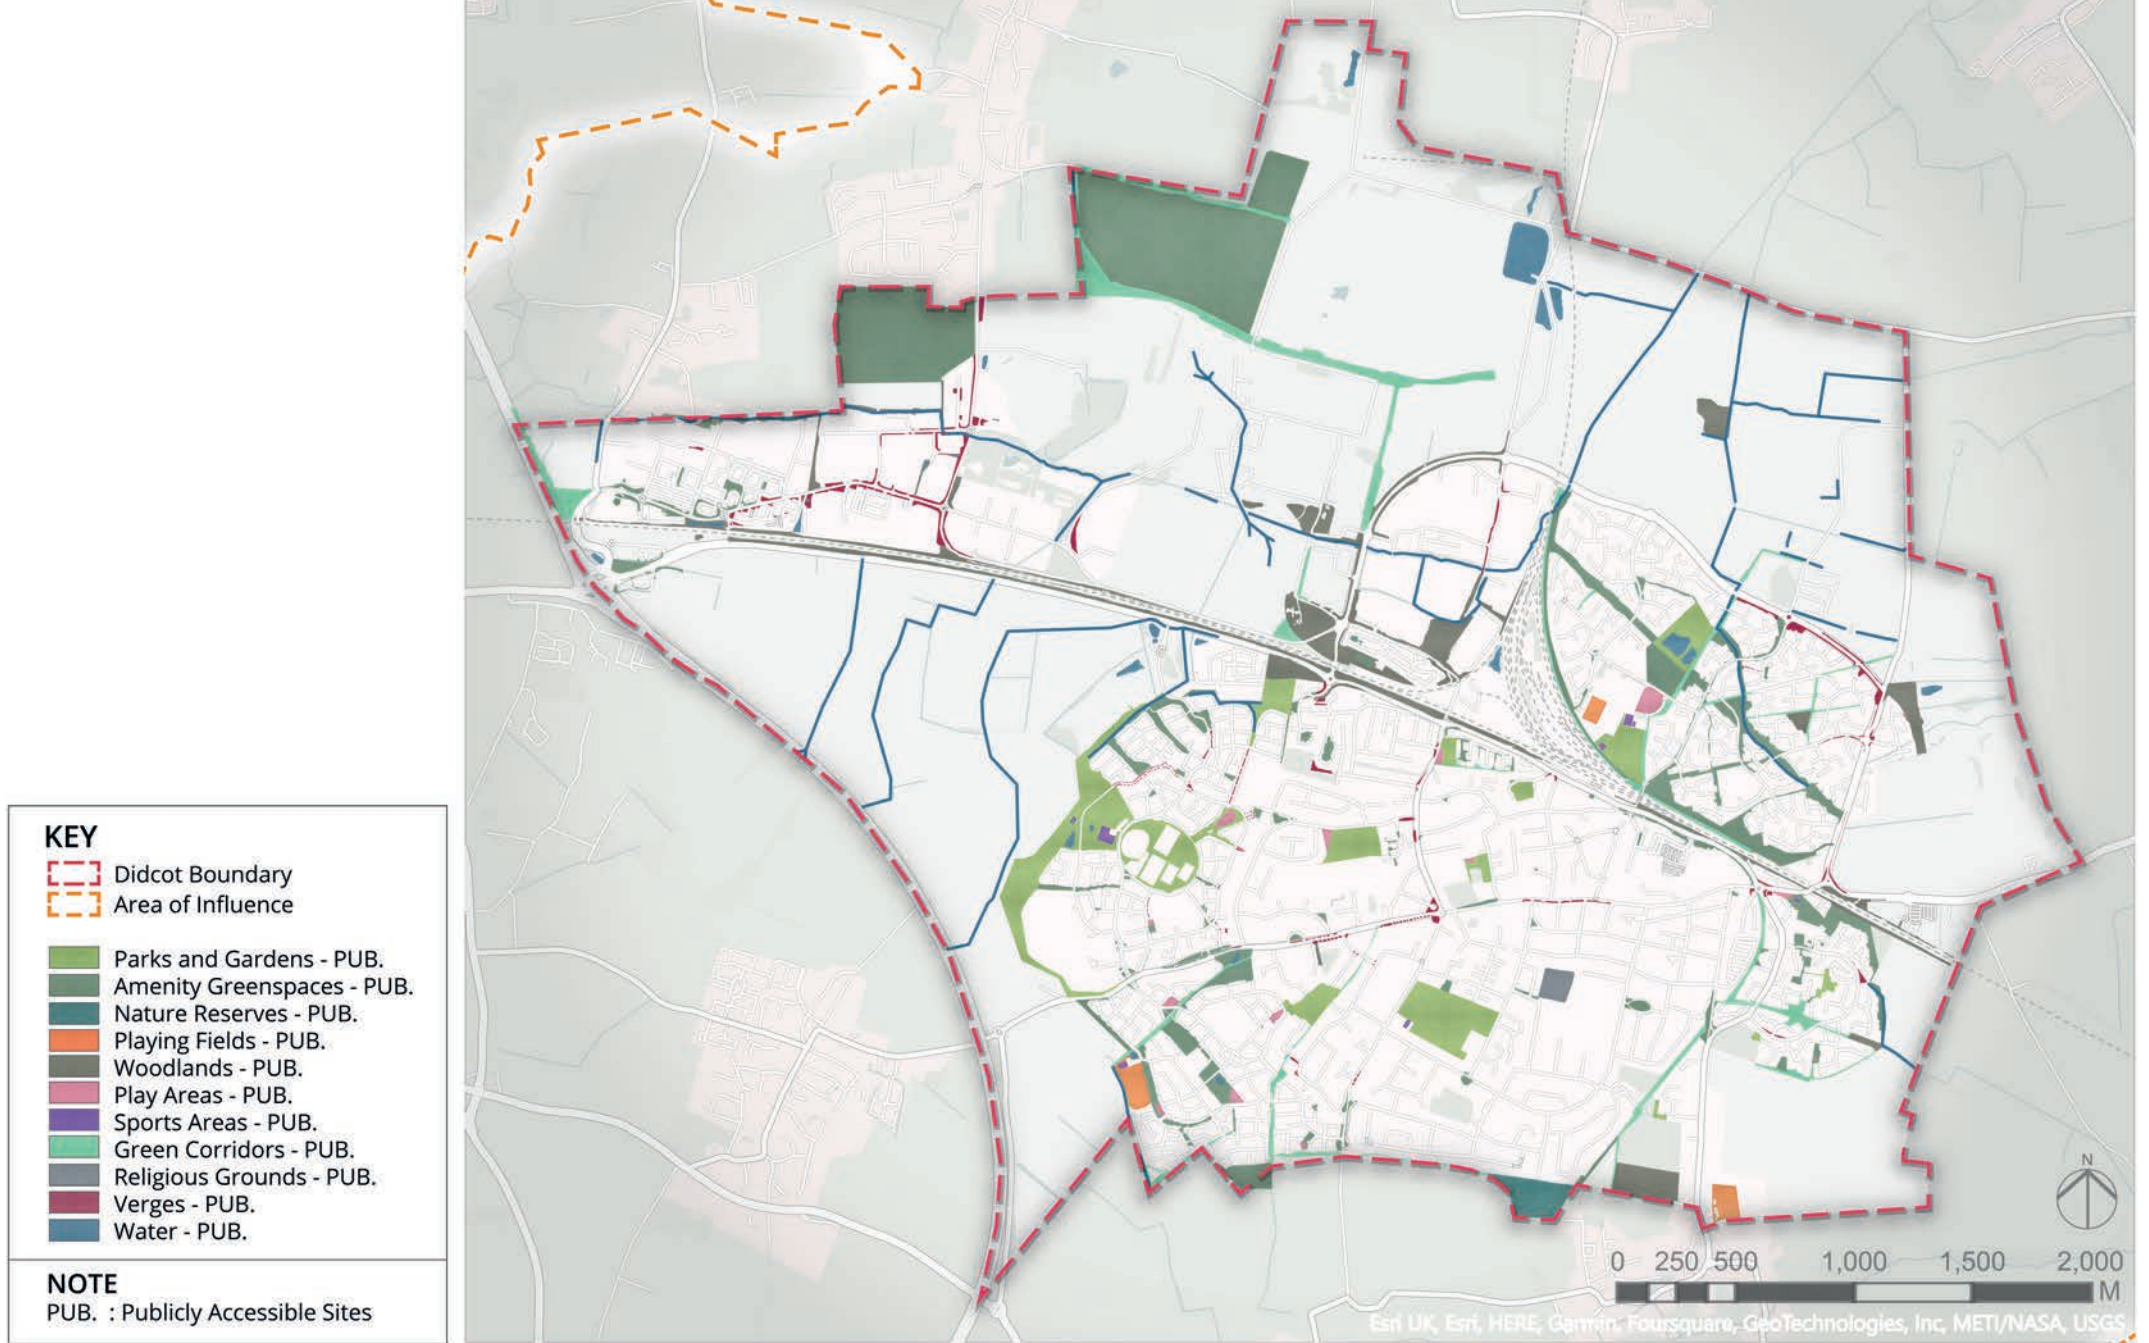 KEY
Didcot Boundary
Area of Influence
Parks and Gardens - PUB.
Amenity Greenspaces - PUB.
Nature Reserves - PUB.
Playing Fields - PUB.
Woodlands - PUB.
Play Areas - PUB.
Sports Areas - PUB.
Green Corridors - PUB.
Religious Grounds - PUB.
Verges - PUB.
Water - PUB.
NOTE
PUB. : Publicly Accessible Sites
N
0 250 500 1,000 1,500 2,000
M
Esri UK, Esri, HERE, Garmin, Foursquare, GeoTechnologies, Inc, METI/NASA, USGS